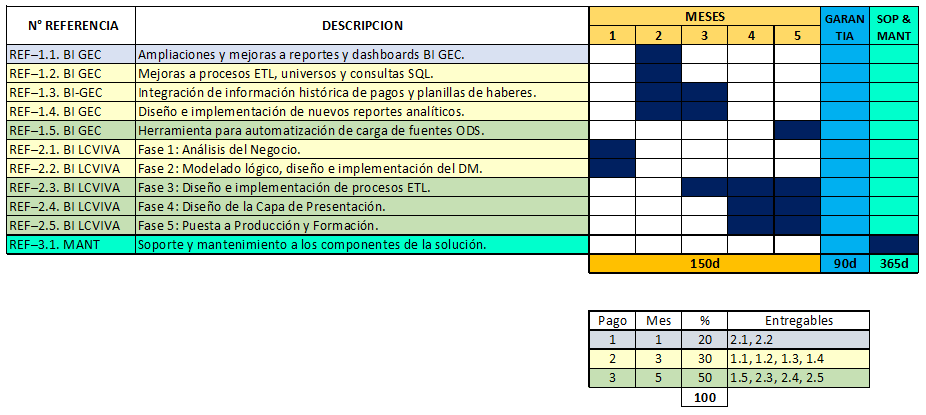 N° REFERENCIA DESCRIPCION MESES GARAN TIA SOP & MANT
1 2 3 4 5
REF–1.1. BI GEC Ampliaciones y mejoras a reportes y dashboards BI GEC.
REF–1.2. BI GEC Mejoras a procesos ETL, universos y consultas SQL.
REF–1.3. BI-GEC Integración de información histórica de pagos y planillas de haberes.
REF–1.4. BI GEC Diseño e implementación de nuevos reportes analíticos.
REF–1.5. BI GEC Herramienta para automatización de carga de fuentes ODS.
REF–2.1. BI LCVIVA Fase 1: Análisis del Negocio.
REF–2.2. BI LCVIVA Fase 2: Modelado lógico, diseño e implementación del DM.
REF–2.3. BI LCVIVA Fase 3: Diseño e implementación de procesos ETL.
REF–2.4. BI LCVIVA Fase 4: Diseño de la Capa de Presentación.
REF–2.5. BI LCVIVA Fase 5: Puesta a Producción y Formación.
REF–3.1. MANT Soporte y mantenimiento a los componentes de la solución.
150d 90d 365d
Pago Mes % Entregables
1 1 20 2.1, 2.2
2 3 30 1.1, 1.2, 1.3, 1.4
3 5 50 1.5, 2.3, 2.4, 2.5
100